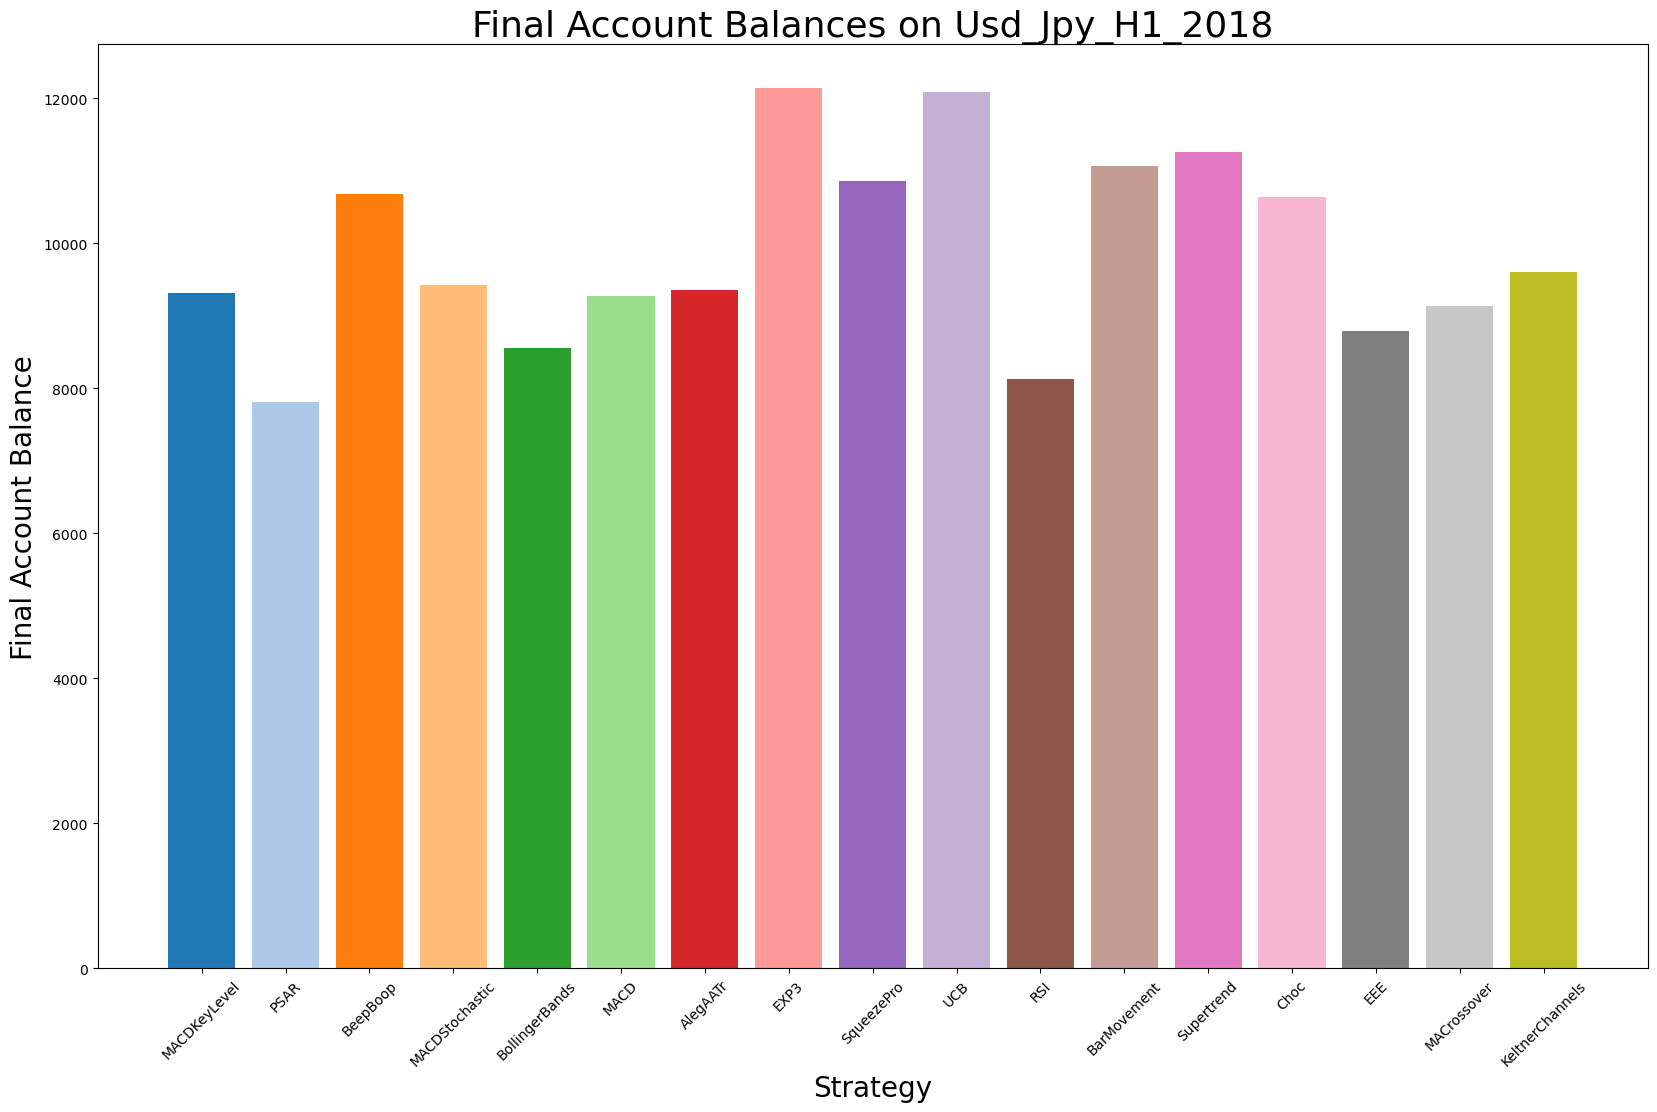 Final Account Balances on Usd_Jpy_H1_2018
Final Account Balance
12000
10000
8000
6000
4000
2000
0
MACDKeyLevel
PSAR
BeepBoop
MACDStochastic
BollingerBands
MACD
AlegAATr
EXP3
SqueezePro
UCB
RSI
BarMovement
Supertrend
Choc
EEE
MACrossover
KeltnerChannels
Strategy